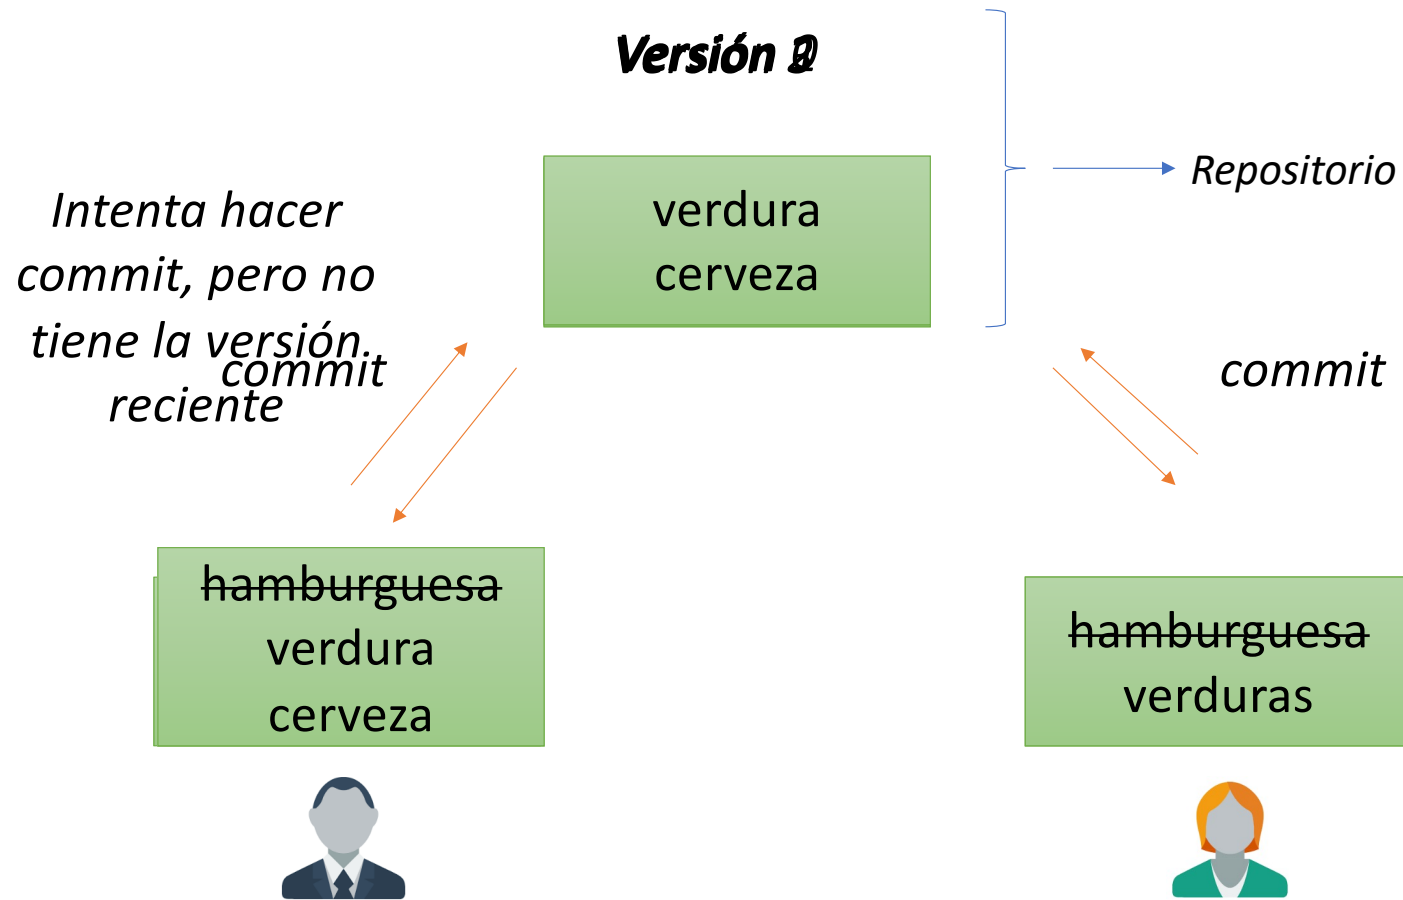 Versión
Repositorio
verdura
cerveza
Intenta hacer
commit, pero no
tiene la versión
reciente
commit
commit
hamburguesa
verdura
cerveza
hamburguesa
verduras